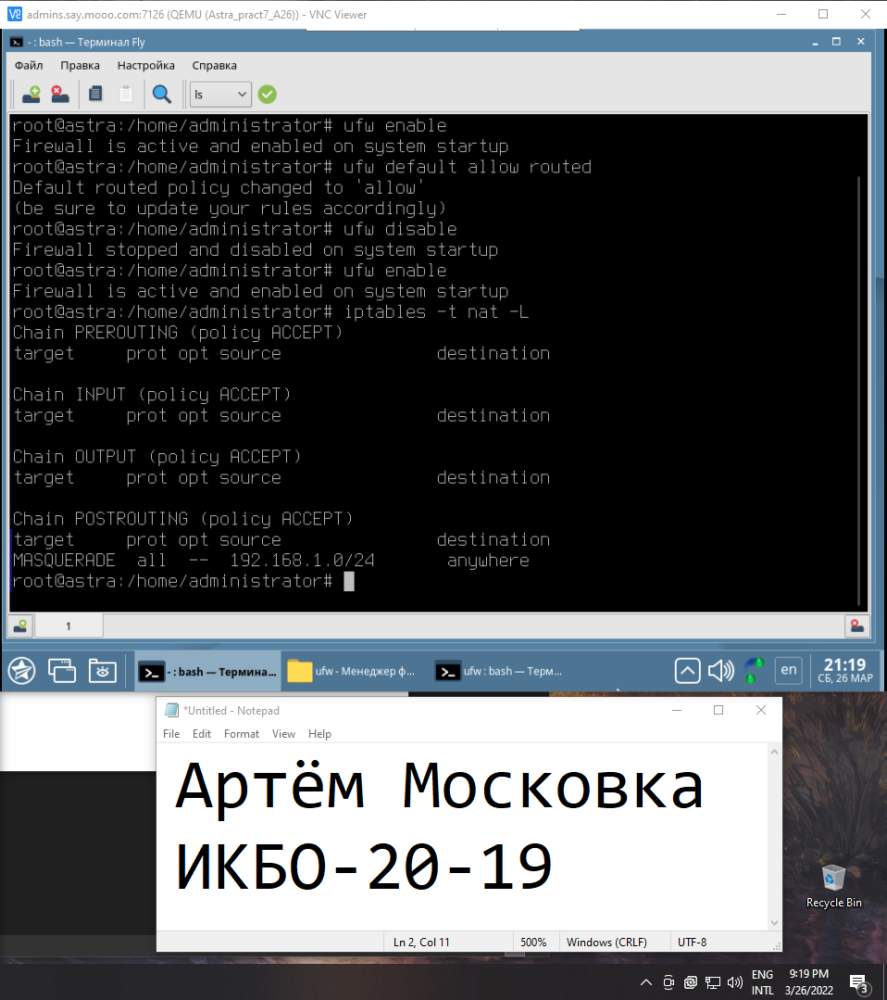 admins.say.mooo.com:7126 (QEMU (Astra_pract7_A26)) - VNC Viewer
- : bash — Терминал Fly
Файл Правка Настройка Справка
ls
root@astra:/home/administrator# ufw enable
Firewall is active and enabled on system startup
root@astra:/home/administrator# ufw default allow routed
Default routed policy changed to 'allow'
(be sure to update your rules accordingly)
root@astra:/home/administrator# ufw disable
Firewall stopped and disabled on system startup
root@astra:/home/administrator# ufw enable
Firewall is active and enabled on system startup
root@astra:/home/administrator# iptables -t nat -L
Chain PREROUTING (policy ACCEPT)
target     prot opt source               destination
Chain INPUT (policy ACCEPT)
target     prot opt source               destination
Chain OUTPUT (policy ACCEPT)
target     prot opt source               destination
Chain POSTROUTING (policy ACCEPT)
target     prot opt source               destination
MASQUERADE  all  --  192.168.1.0/24       anywhere
root@astra:/home/administrator#
1
- : bash — Термина... ufw - Менеджер ф... ufw : bash — Терм... en 21:19
СБ, 26 МАР
*Untitled - Notepad
File Edit Format View Help
Артём Московка
ИКБО-20-19
Recycle Bin
Ln 2, Col 11 500% Windows (CRLF) UTF-8
ENG 9:19 PM
INTL 3/26/2022 3